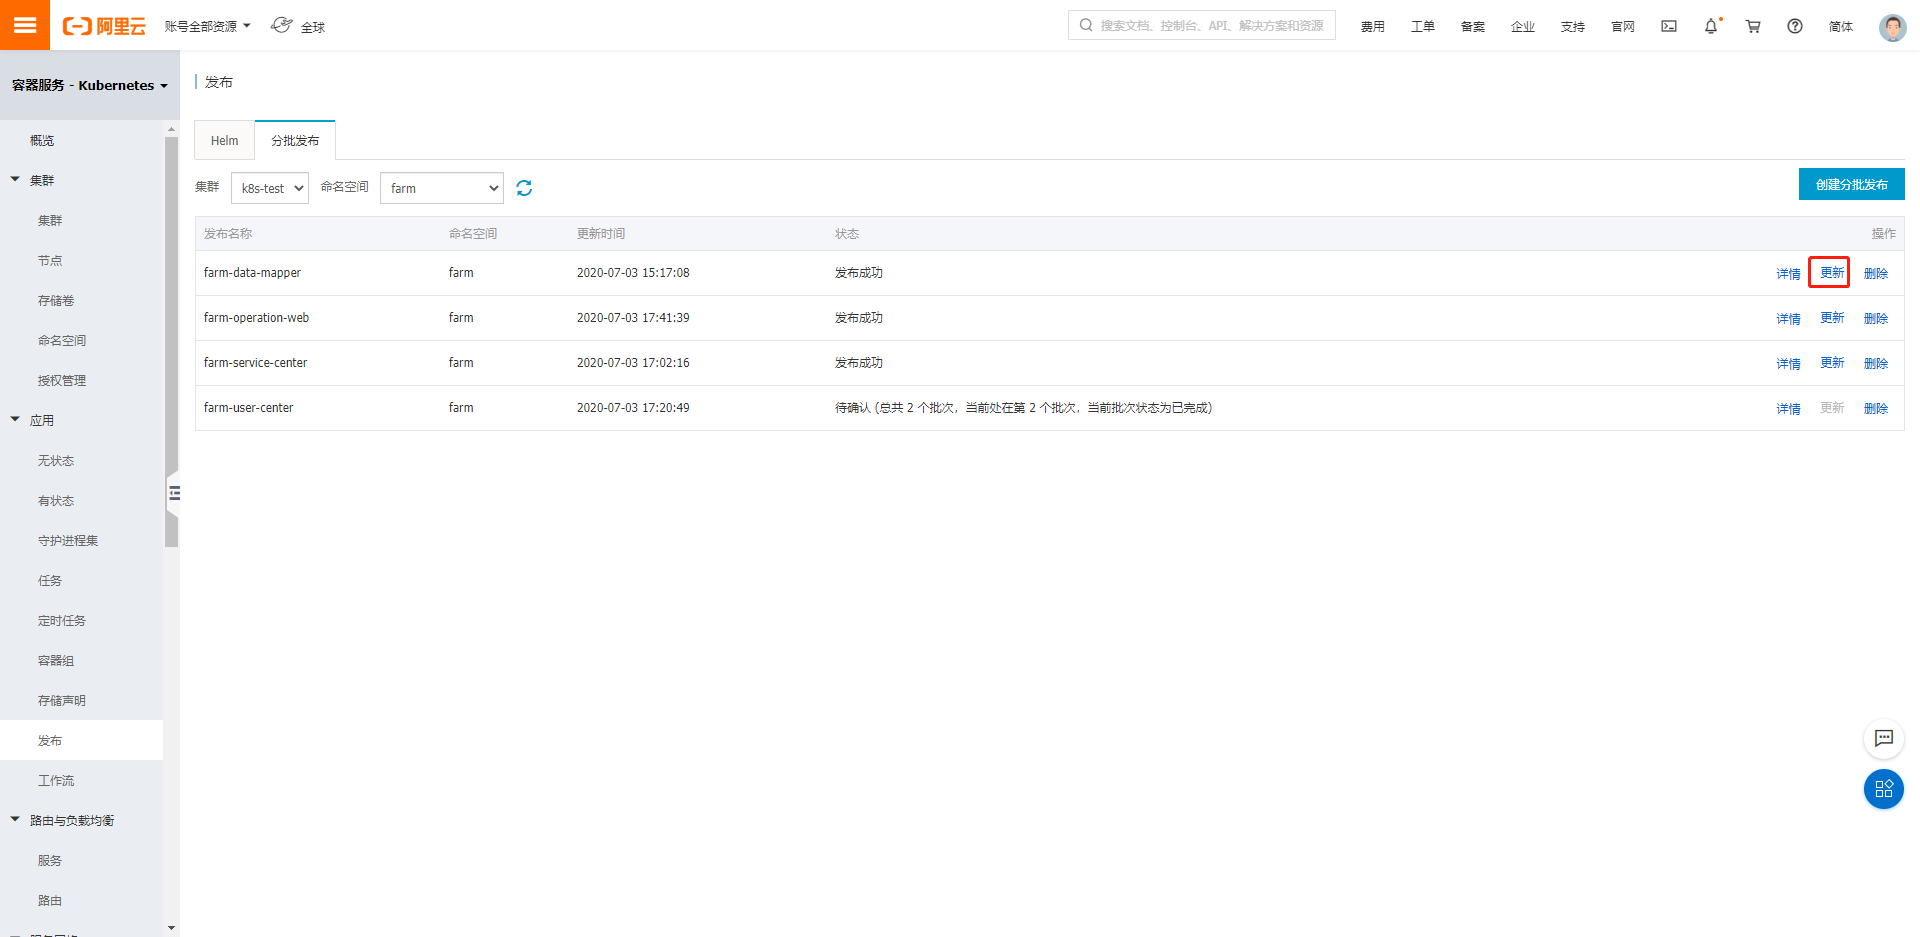 阿里云 账号全部资源 全球 搜索文档、控制台、API、解决方案和资源 费用 工单 备案 企业 支持 官网 简体
容器服务 - Kubernetes
概览
集群
集群
节点
存储卷
命名空间
授权管理
应用
无状态
有状态
守护进程集
任务
定时任务
容器组
存储声明
发布
工作流
路由与负载均衡
服务
路由
发布
Helm 分批发布
集群 k8s-test 命名空间 farm 创建分批发布
发布名称 命名空间 更新时间 状态 操作
farm-data-mapper farm 2020-07-03 15:17:08 发布成功 详情 更新 删除
farm-operation-web farm 2020-07-03 17:41:39 发布成功 详情 更新 删除
farm-service-center farm 2020-07-03 17:02:16 发布成功 详情 更新 删除
farm-user-center farm 2020-07-03 17:20:49 待确认 (总共 2 个批次，当前处在第 2 个批次，当前批次状态为已完成) 详情 更新 删除